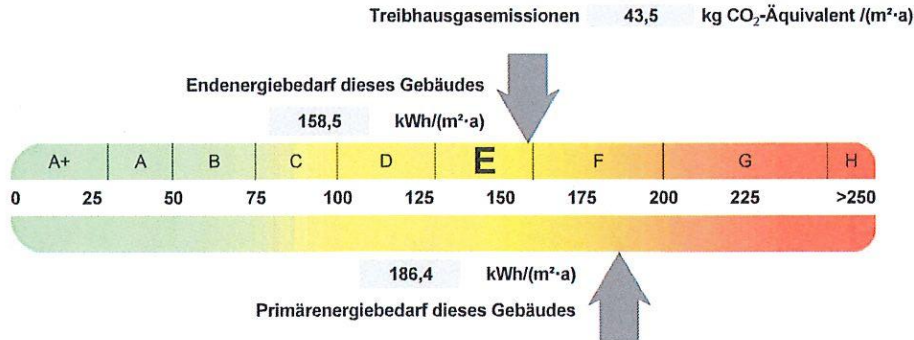 Treibhausgasemissionen 43,5 kg CO₂-Äquivalent /(m²·a)
Endenergiebedarf dieses Gebäudes
158,5 kWh/(m²·a)
A+ A B C D E F G H
0 25 50 75 100 125 150 175 200 225 >250
186,4 kWh/(m²·a)
Primärenergiebedarf dieses Gebäudes